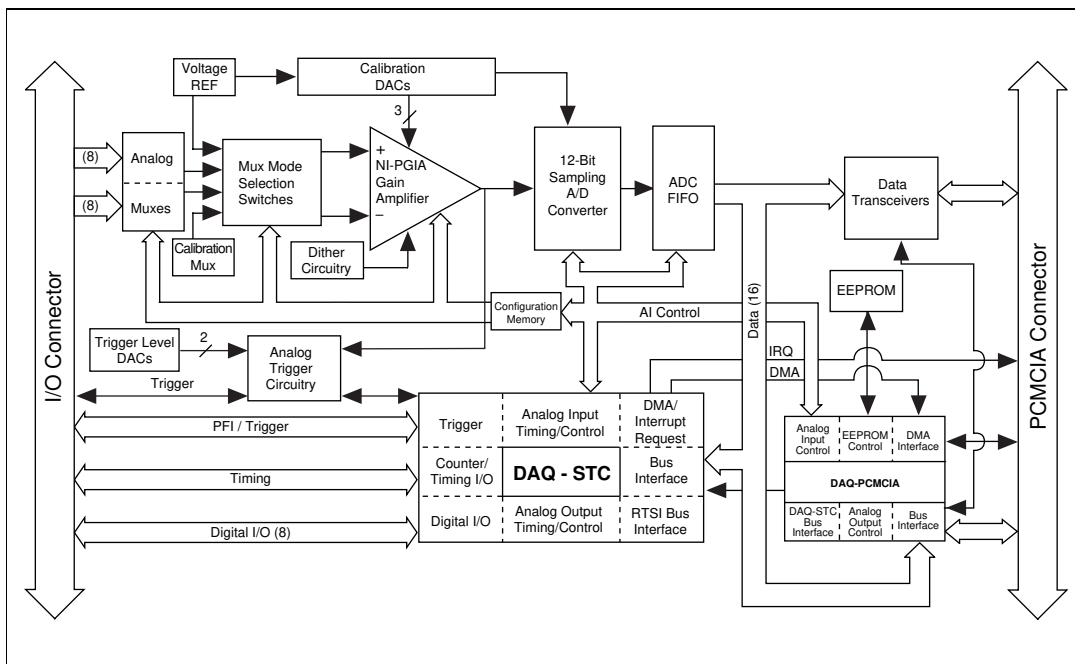 I/O Connector
Voltage
REF
Calibration
DACs
3
(8)
(8)
Analog
Muxes
Mux Mode
Selection
Switches
+
NI-PGIA
Gain
Amplifier
–
12-Bit
Sampling
A/D
Converter
ADC
FIFO
Data
Transceivers
Calibration
Mux
Dither
Circuitry
Configuration
Memory
AI Control
Data (16)
EEPROM
Trigger Level
DACs
2
Analog
Trigger
Circuitry
Trigger
IRQ
DMA
PFI / Trigger
Timing
Digital I/O (8)
Trigger
Analog Input
Timing/Control
DMA/
Interrupt
Request
Counter/
Timing I/O
DAQ - STC
Bus
Interface
Digital I/O
Analog Output
Timing/Control
RTSI Bus
Interface
Analog
Input
Control
EEPROM
Control
DMA
Interface
DAQ-PCMCIA
DAQ-STC
Bus
Interface
Analog
Output
Control
Bus
Interface
PCMCIA Connector